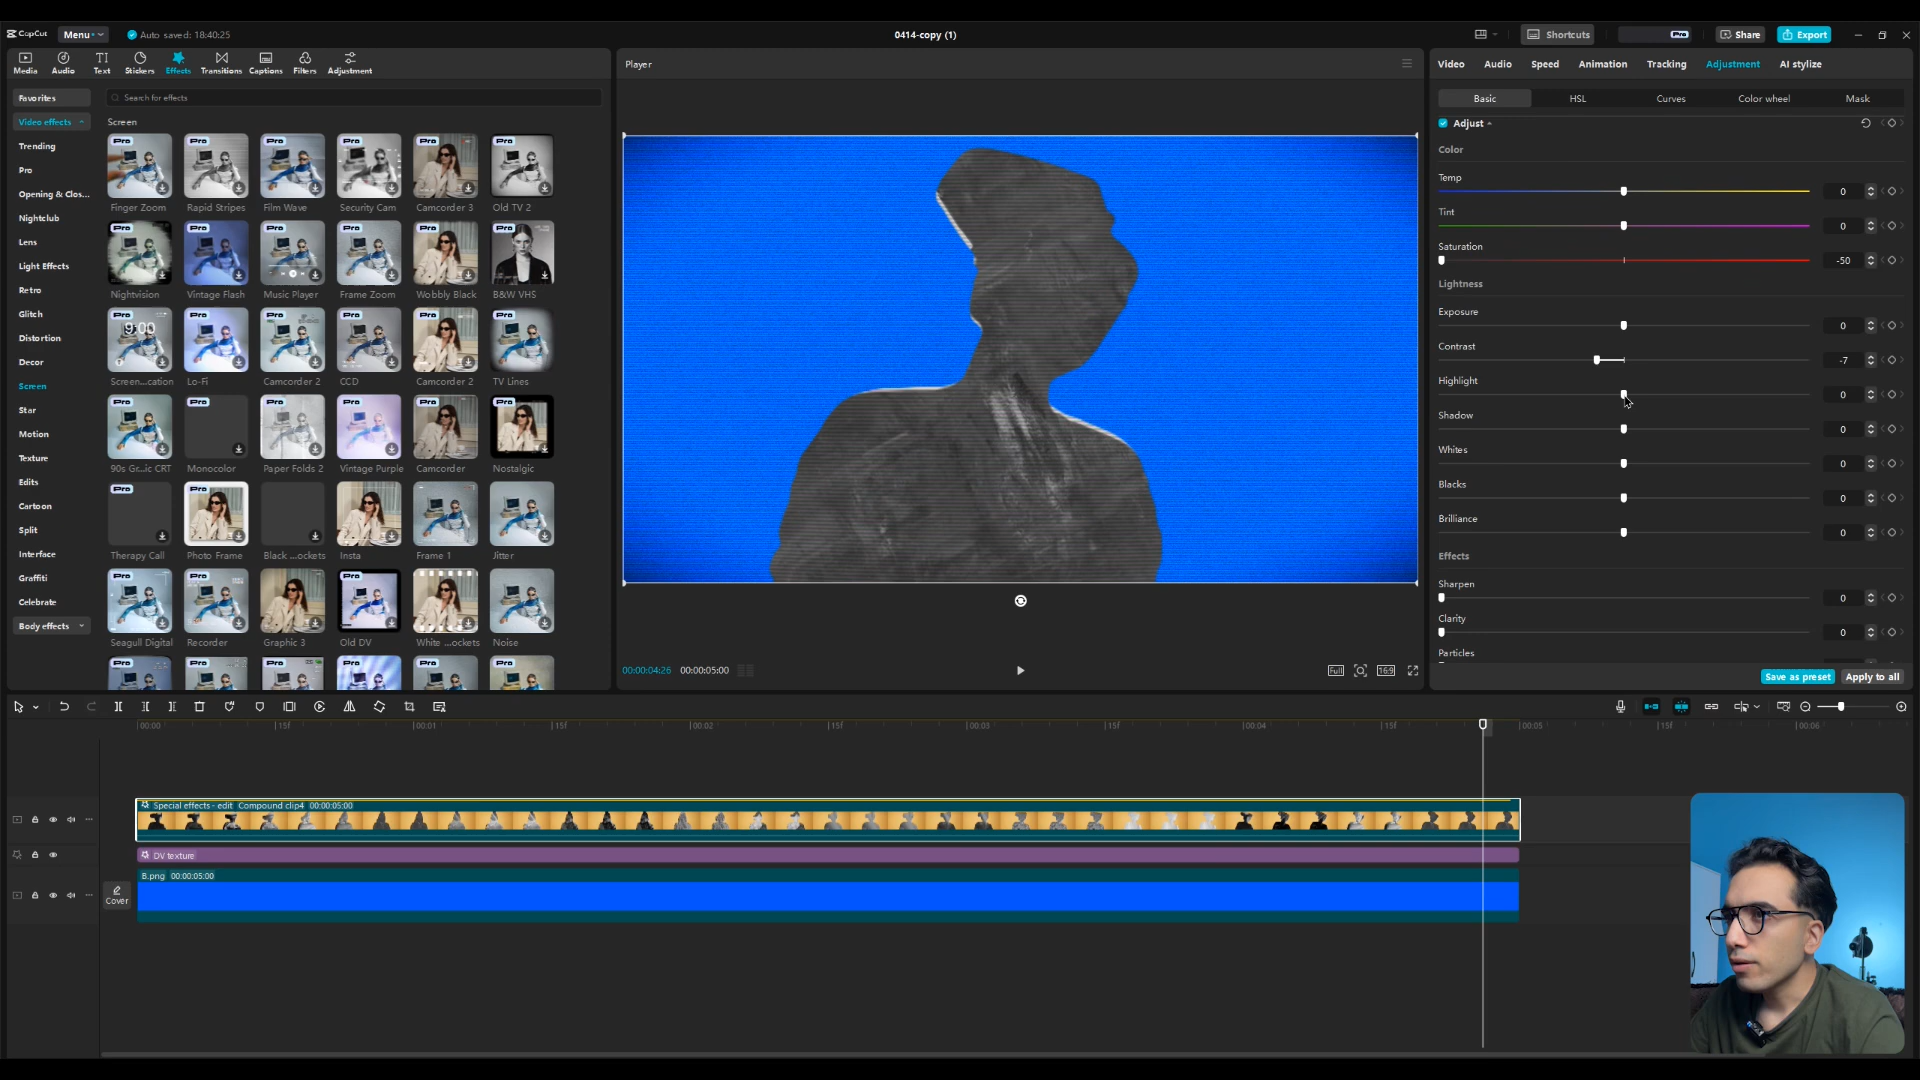 CapCut
Menu
Auto saved: 18:40:25
0414-copy (1)
Shortcuts
Pro
Share
Export
Media
Audio
Text
Stickers
Effects
Transitions
Captions
Filters
Adjustment
Favorites
Video effects
Trending
Pro
Opening & Clos...
Nightclub
Lens
Light Effects
Retro
Glitch
Distortion
Decor
Screen
Star
Motion
Texture
Edits
Cartoon
Split
Interface
Graffiti
Celebrate
Body effects
Search for effects
Screen
Pro Pro Pro Pro Pro Pro
Finger Zoom Rapid Stripes Film Wave Security Cam Camcorder 3 Old TV 2
Pro Pro Pro Pro Pro Pro
Nightvision Vintage Flash Music Player Frame Zoom Wobbly Black B&W VHS
Pro Pro Pro Pro Pro Pro
9:00
Screen...cation Lo-Fi Camcorder 2 CCD Camcorder 2 TV Lines
Pro Pro Pro Pro Pro Pro
90s Gr...ic CRT Monocolor Paper Folds 2 Vintage Purple Camcorder Nostalgic
Pro Pro
Therapy Call Photo Frame Black ...ockets Insta Frame 1 Jitter
Pro Pro Pro
Seagull Digital Recorder Graphic 3 Old DV White ...ockets Noise
Pro Pro Pro Pro Pro Pro
Player
00:00:04:26 00:00:05:00
Full
16:9
Video
Audio
Speed
Animation
Tracking
Adjustment
AI stylize
Basic
HSL
Curves
Color wheel
Mask
Adjust
Color
Temp
0
Tint
0
Saturation
-50
Lightness
Exposure
0
Contrast
-7
Highlight
0
Shadow
0
Whites
0
Blacks
0
Brilliance
0
Effects
Sharpen
0
Clarity
0
Particles
Save as preset
Apply to all
00:00 15f 00:01 15f 00:02 15f 00:03 15f 00:04 15f 00:05 15f 00:06
Special effects - edit Compound clip4 00:00:05:00
DV texture
B.png 00:00:05:00
Cover